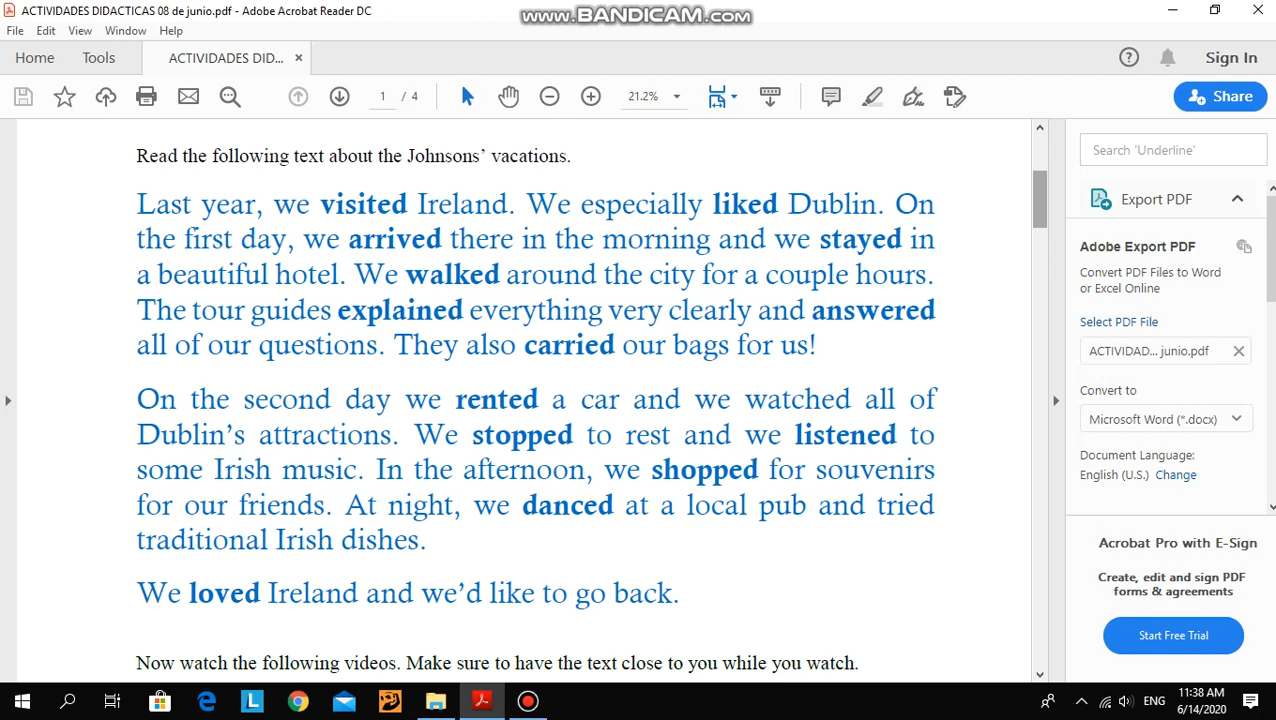 ACTIVIDADES DIDACTICAS 08 de junio.pdf - Adobe Acrobat Reader DC
www.BANDICAM.com
File Edit View Window Help
Home Tools ACTIVIDADES DID... × Sign In
1 / 4 21.2% Share
Read the following text about the Johnsons’ vacations.
Last year, we visited Ireland. We especially liked Dublin. On
the first day, we arrived there in the morning and we stayed in
a beautiful hotel. We walked around the city for a couple hours.
The tour guides explained everything very clearly and answered
all of our questions. They also carried our bags for us!
On the second day we rented a car and we watched all of
Dublin’s attractions. We stopped to rest and we listened to
some Irish music. In the afternoon, we shopped for souvenirs
for our friends. At night, we danced at a local pub and tried
traditional Irish dishes.
We loved Ireland and we’d like to go back.
Now watch the following videos. Make sure to have the text close to you while you watch.
Search 'Underline'
Export PDF
Adobe Export PDF
Convert PDF Files to Word
or Excel Online
Select PDF File
ACTIVIDAD... junio.pdf
Convert to
Microsoft Word (*.docx)
Document Language:
English (U.S.) Change
Acrobat Pro with E-Sign
Create, edit and sign PDF
forms & agreements
Start Free Trial
ENG
11:38 AM
6/14/2020